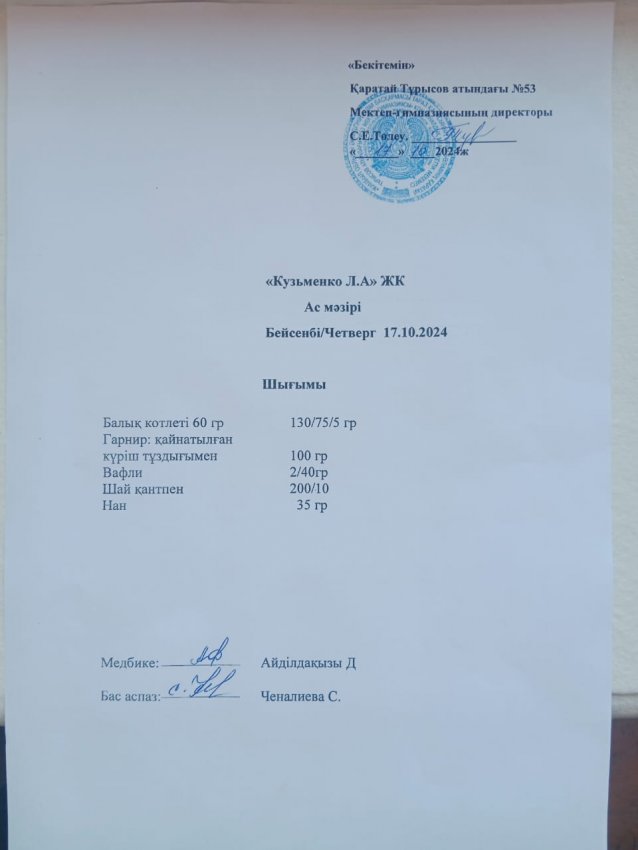 «Бекітемін»
Қаратай Тұрысов атындағы №53
Мектеп-гимназиясының директоры
С.Е.Төлеу.
« 17 » 10 2024ж
«Кузьменко Л.А» ЖК
Ас мәзірі
Бейсенбі/Четверг 17.10.2024
Шығымы
Балық котлеті 60 гр 130/75/5 гр
Гарнир: қайнатылған
күріш тұздығымен 100 гр
Вафли 2/40гр
Шай қантпен 200/10
Нан 35 гр
Медбике: Айділдақызы Д
Бас аспаз: Ченалиева С.